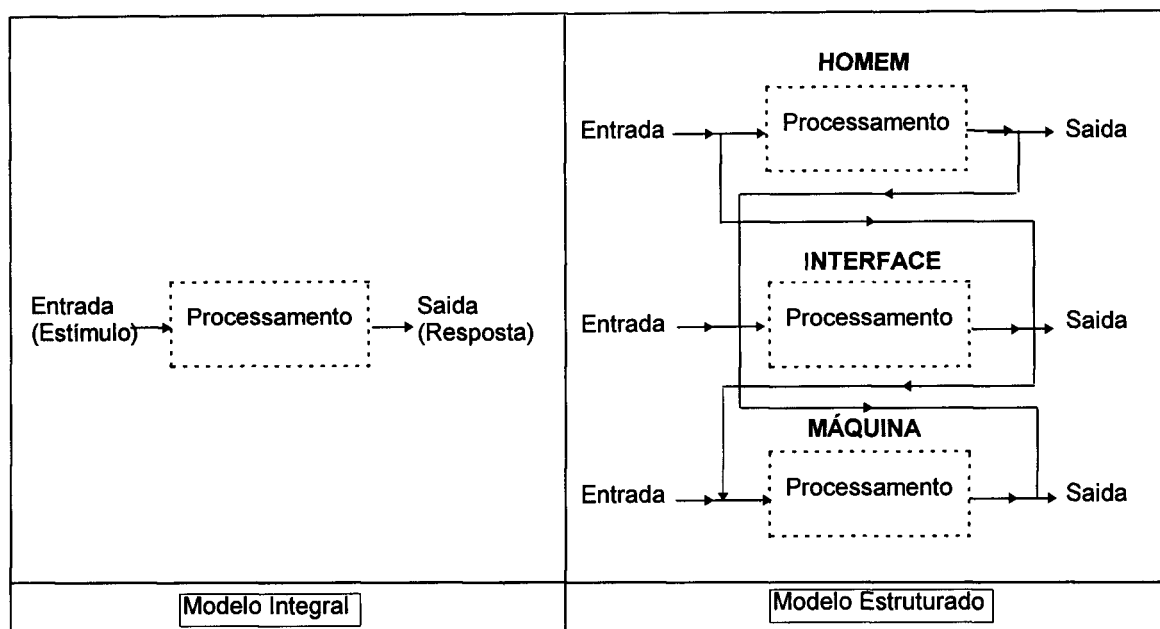 Entrada
(Estímulo)
Processamento
Saida
(Resposta)
Modelo Integral
HOMEM
Entrada
Processamento
Saida
INTERFACE
Entrada
Processamento
Saida
MÁQUINA
Entrada
Processamento
Saida
Modelo Estruturado